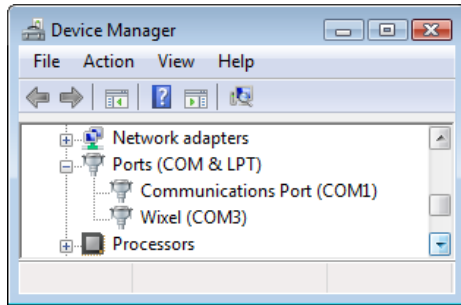 Device Manager
File Action View Help
Network adapters
Ports (COM & LPT)
Communications Port (COM1)
Wixel (COM3)
Processors